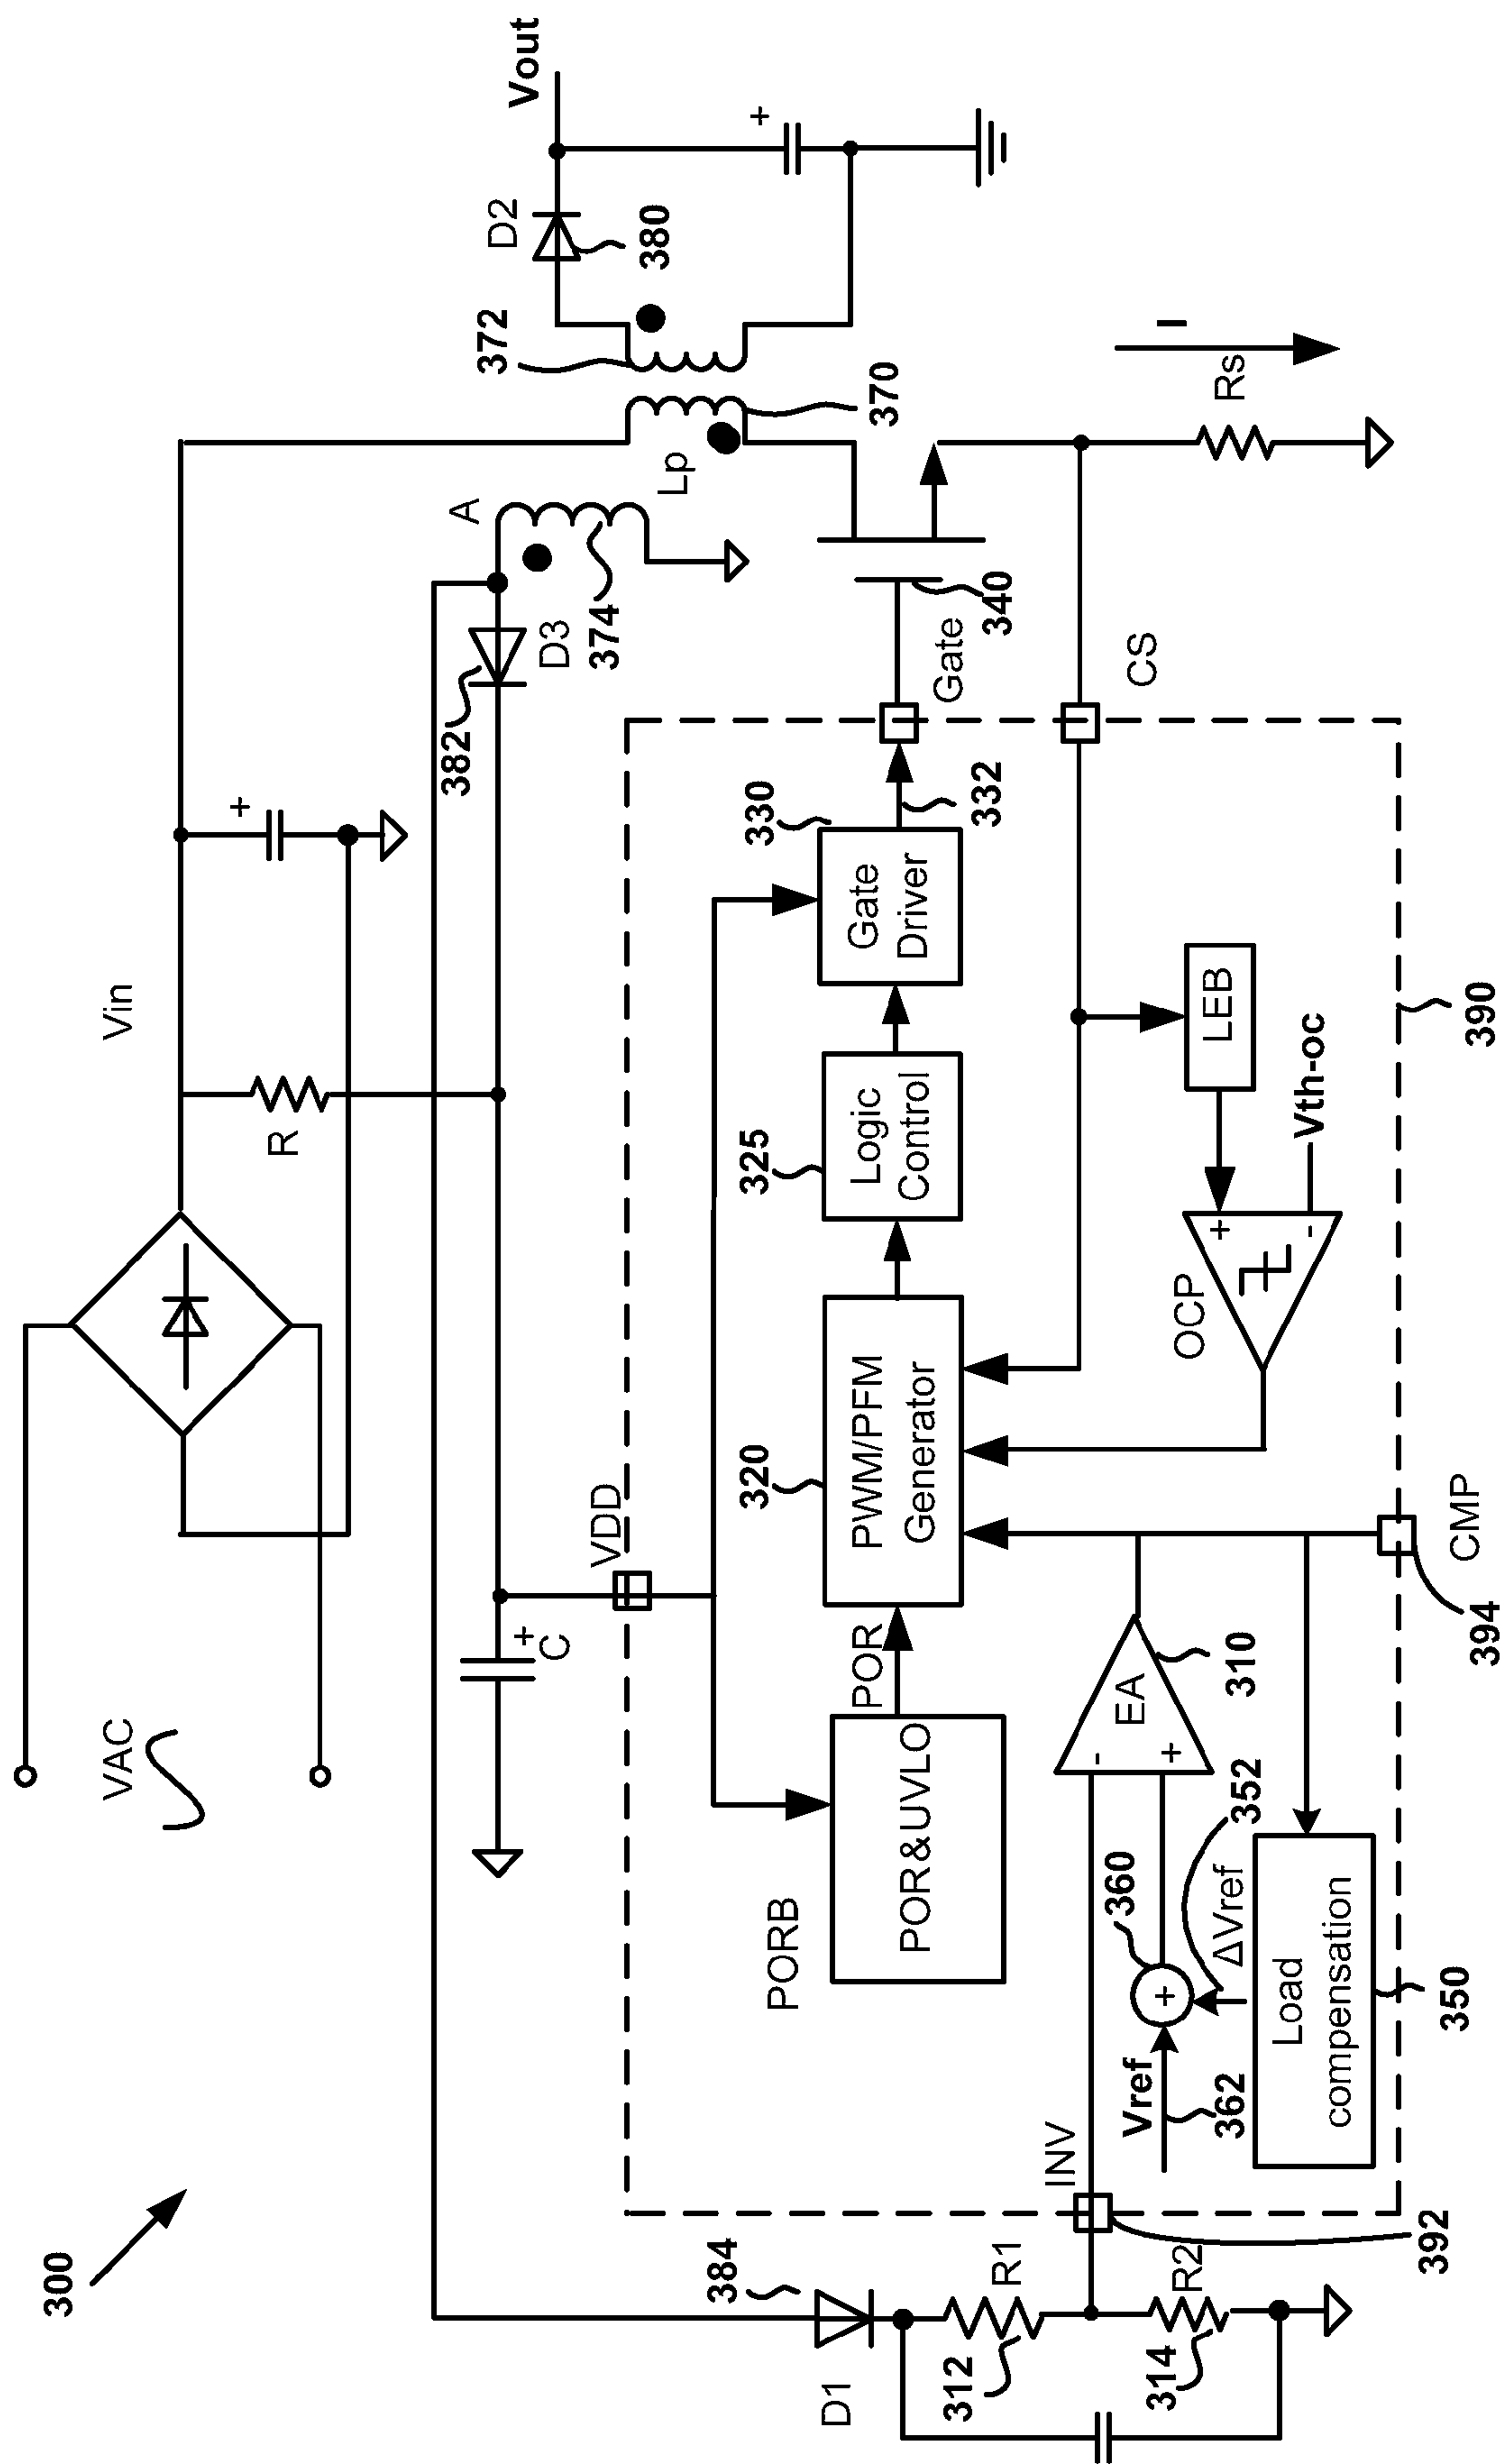 300
VAC
Vin
R
+
Vout
D2
380
+
372
370
Lp
A
374
382
D3
+
C
VDD
384
D1
312
R1
314
R2
INV
392
PORB
POR&UVLO
POR
320
PWM/PFM
Generator
325
Logic
Control
330
Gate
Driver
332
Gate
340
CS
I
Rs
LEB
Vth-oc
+
-
OCP
EA
-
+
310
360
+
352
ΔVref
Vref
362
Load
compensation
350
CMP
394
390